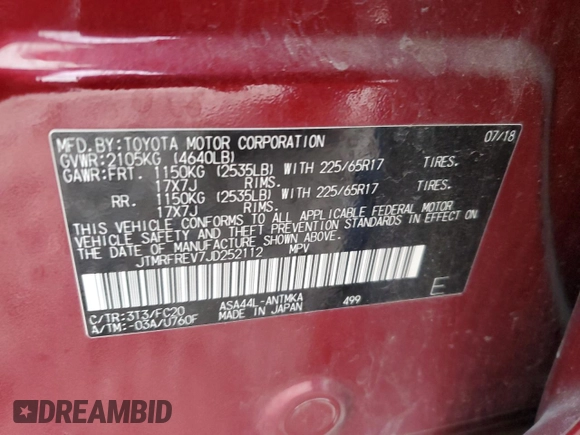 MFD. BY: TOYOTA MOTOR CORPORATION 07/18
GVWR: 2105KG (4640LB)
GAWR: FRT. 1150KG (2535LB) WITH 225/65R17 TIRES.
17X7J RIMS.
RR. 1150KG (2535LB) WITH 225/65R17 TIRES.
17X7J RIMS.
THIS VEHICLE CONFORMS TO ALL APPLICABLE FEDERAL MOTOR
VEHICLE SAFETY AND THEFT PREVENTION STANDARDS IN EFFECT ON
THE DATE OF MANUFACTURE SHOWN ABOVE.
JTMRFREV7JD252112 MPV
C/TR: 3T3/FC20 ASA44L-ANTMKA 499 E
A/TM: -03A/U760F MADE IN JAPAN
DREAMBID